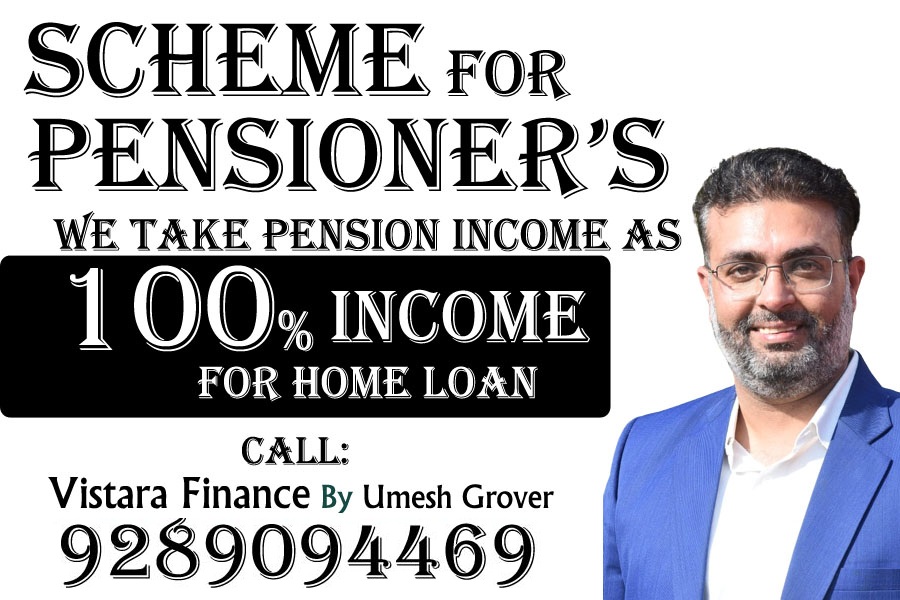 SCHEME FOR
PENSIONER'S
WE TAKE PENSION INCOME AS
100% INCOME
FOR HOME LOAN
CALL:
Vistara Finance By Umesh Grover
9289094469